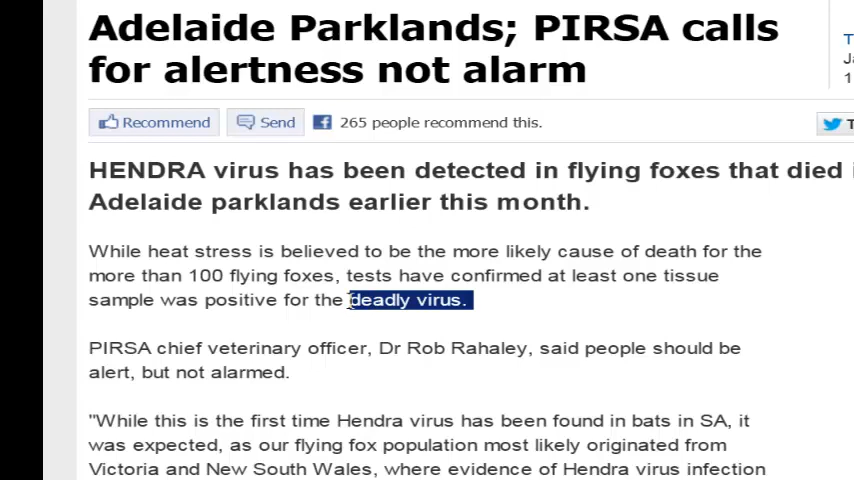 Adelaide Parklands; PIRSA calls
for alertness not alarm
Recommend Send 265 people recommend this.
HENDRA virus has been detected in flying foxes that died
Adelaide parklands earlier this month.
While heat stress is believed to be the more likely cause of death for the
more than 100 flying foxes, tests have confirmed at least one tissue
sample was positive for the deadly virus.
PIRSA chief veterinary officer, Dr Rob Rahaley, said people should be
alert, but not alarmed.
"While this is the first time Hendra virus has been found in bats in SA, it
was expected, as our flying fox population most likely originated from
Victoria and New South Wales, where evidence of Hendra virus infection